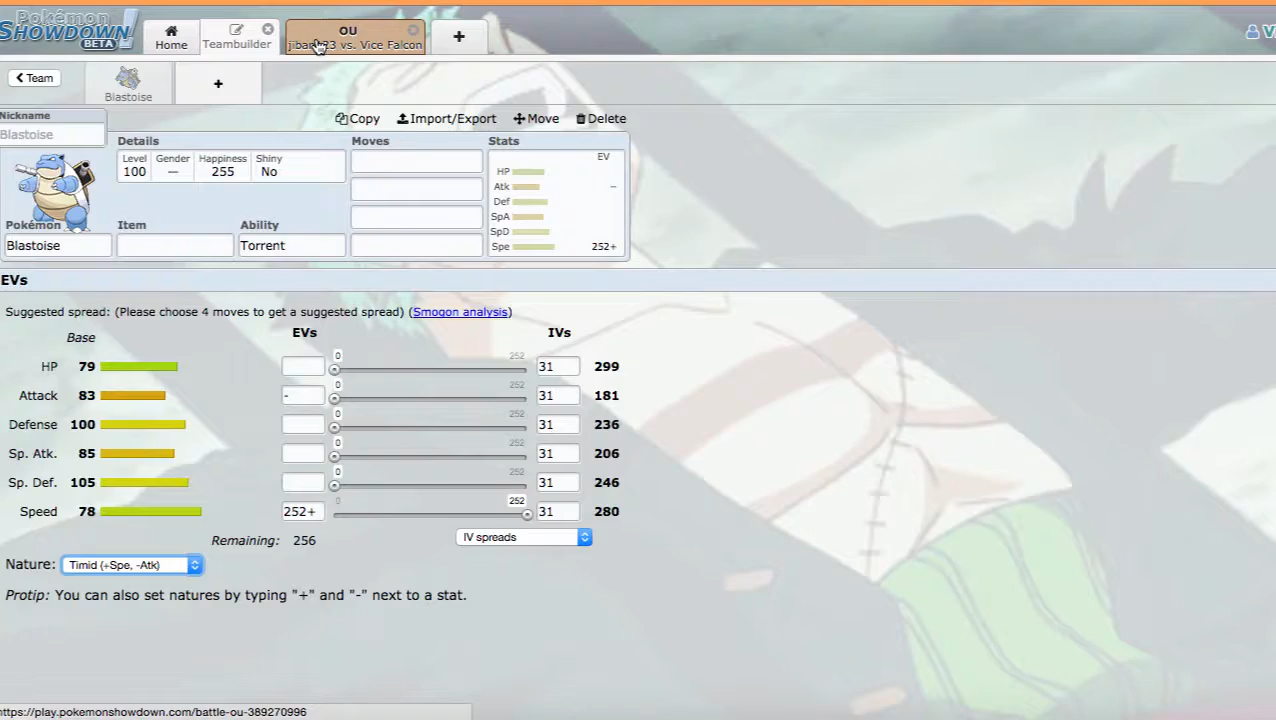 Pokémon
SHOWDOWN!
BETA
Home
Teambuilder
OU
vs. Vice Falcon
+
Team
Blastoise
+
Nickname
Blastoise
Copy
Import/Export
Move
Delete
Details
Moves
Stats
Level
Gender
Happiness
Shiny
100
—
255
No
EV
HP
Atk
–
Def
SpA
SpD
Spe
252+
Pokémon
Item
Ability
Blastoise
Torrent
EVs
Suggested spread: (Please choose 4 moves to get a suggested spread) (Smogon analysis)
Base
EVs
IVs
HP 79 0 252 31 299
Attack 83 - 0 252 31 181
Defense 100 0 252 31 236
Sp. Atk. 85 0 252 31 206
Sp. Def. 105 0 252 31 246
Speed 78 252+ 0 252 31 280
Remaining: 256
IV spreads
Nature: Timid (+Spe, -Atk)
Protip: You can also set natures by typing "+" and "-" next to a stat.
https://play.pokemonshowdown.com/battle-ou-389270996